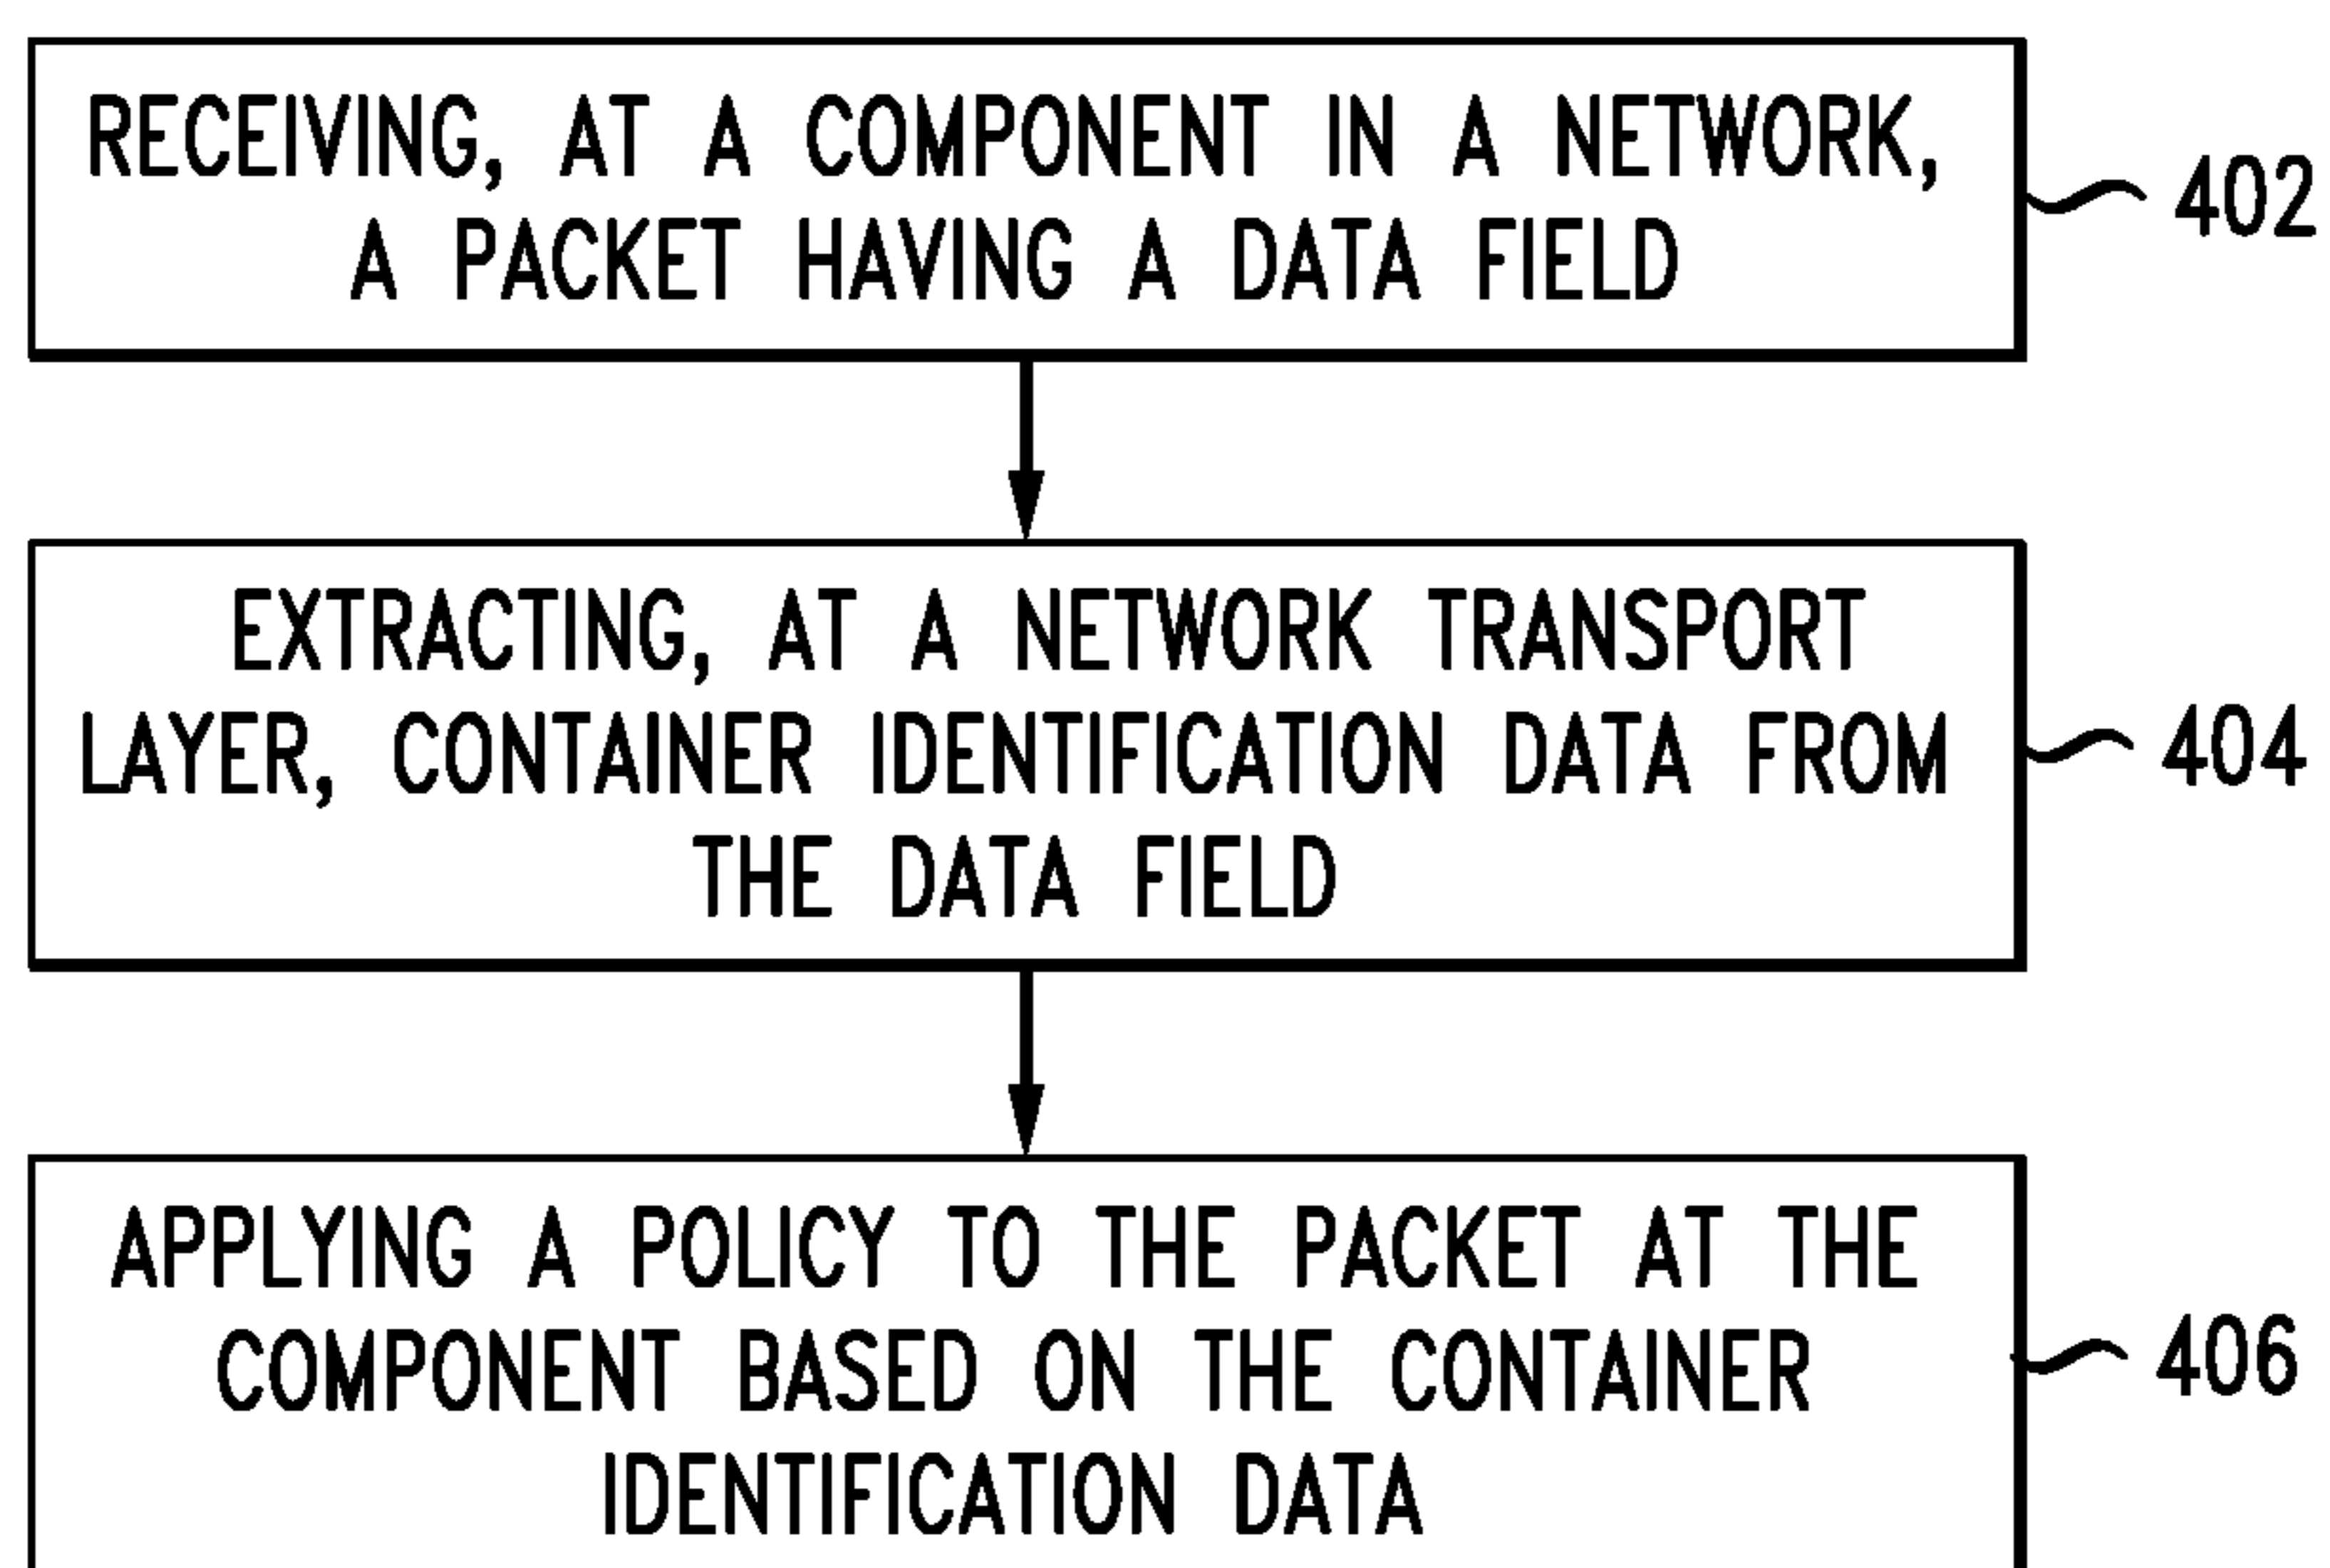 RECEIVING, AT A COMPONENT IN A NETWORK,
A PACKET HAVING A DATA FIELD
402
EXTRACTING, AT A NETWORK TRANSPORT
LAYER, CONTAINER IDENTIFICATION DATA FROM
THE DATA FIELD
404
APPLYING A POLICY TO THE PACKET AT THE
COMPONENT BASED ON THE CONTAINER
IDENTIFICATION DATA
406